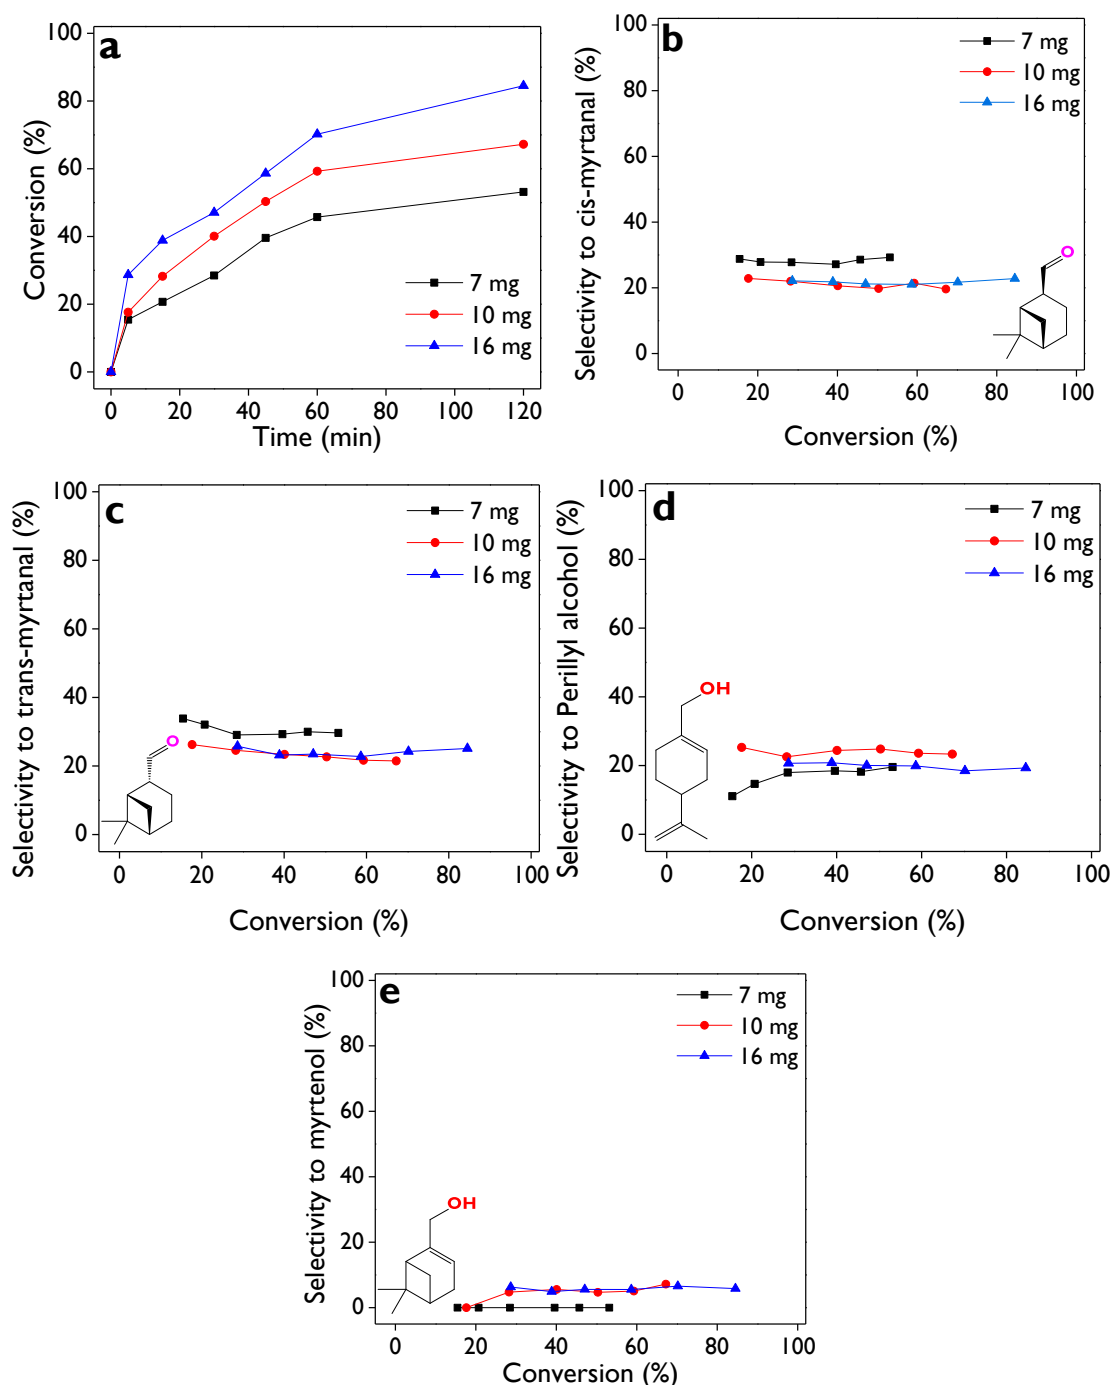 a
Conversion (%)
100
80
60
40
20
0
7 mg
10 mg
16 mg
0 20 40 60 80 100 120
Time (min)
b
Selectivity to cis-myrtanal (%)
100
80
60
40
20
0
7 mg
10 mg
16 mg
O
0 20 40 60 80 100
Conversion (%)
c
Selectivity to trans-myrtanal (%)
100
80
60
40
20
0
7 mg
10 mg
16 mg
O
0 20 40 60 80 100
Conversion (%)
d
Selectivity to Perillyl alcohol (%)
100
80
60
40
20
0
7 mg
10 mg
16 mg
OH
0 20 40 60 80 100
Conversion (%)
e
Selectivity to myrtenol (%)
100
80
60
40
20
0
7 mg
10 mg
16 mg
OH
0 20 40 60 80 100
Conversion (%)